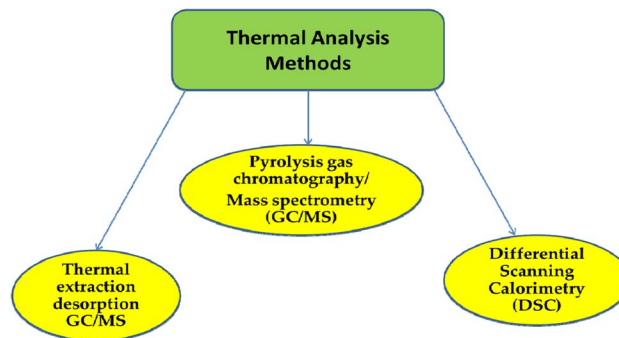 Thermal Analysis
Methods
Pyrolysis gas
chromatography/
Mass spectrometry
(GC/MS)
Thermal
extraction
desorption
GC/MS
Differential
Scanning
Calorimetry
(DSC)